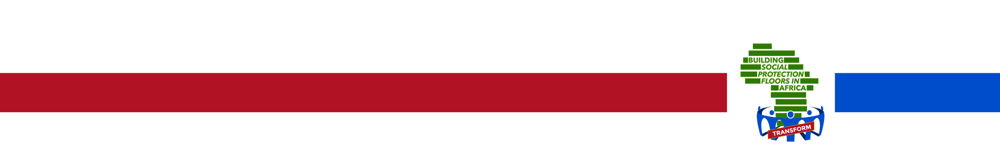 BUILDING
SOCIAL
PROTECTION
FLOORS IN
AFRICA
TRANSFORM